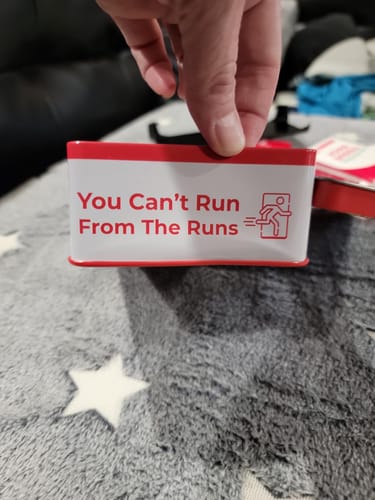 You Can't Run
From The Runs